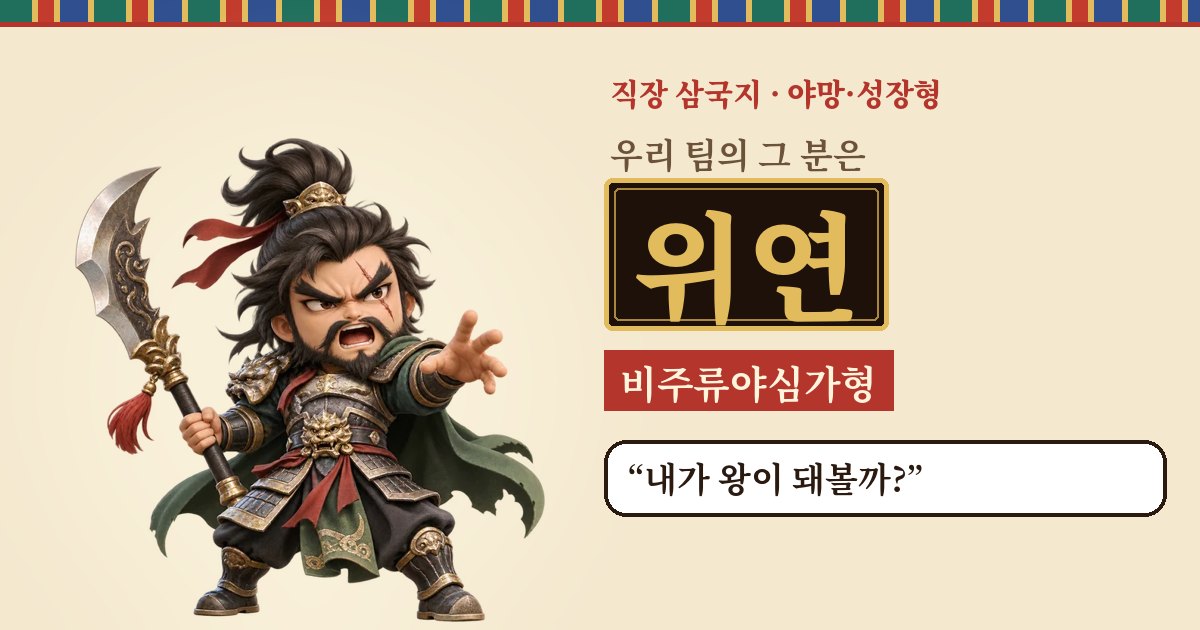 직장 삼국지 · 야망·성장형
우리 팀의 그 분은
위연
비주류야심가형
“내가 왕이 돼볼까?”